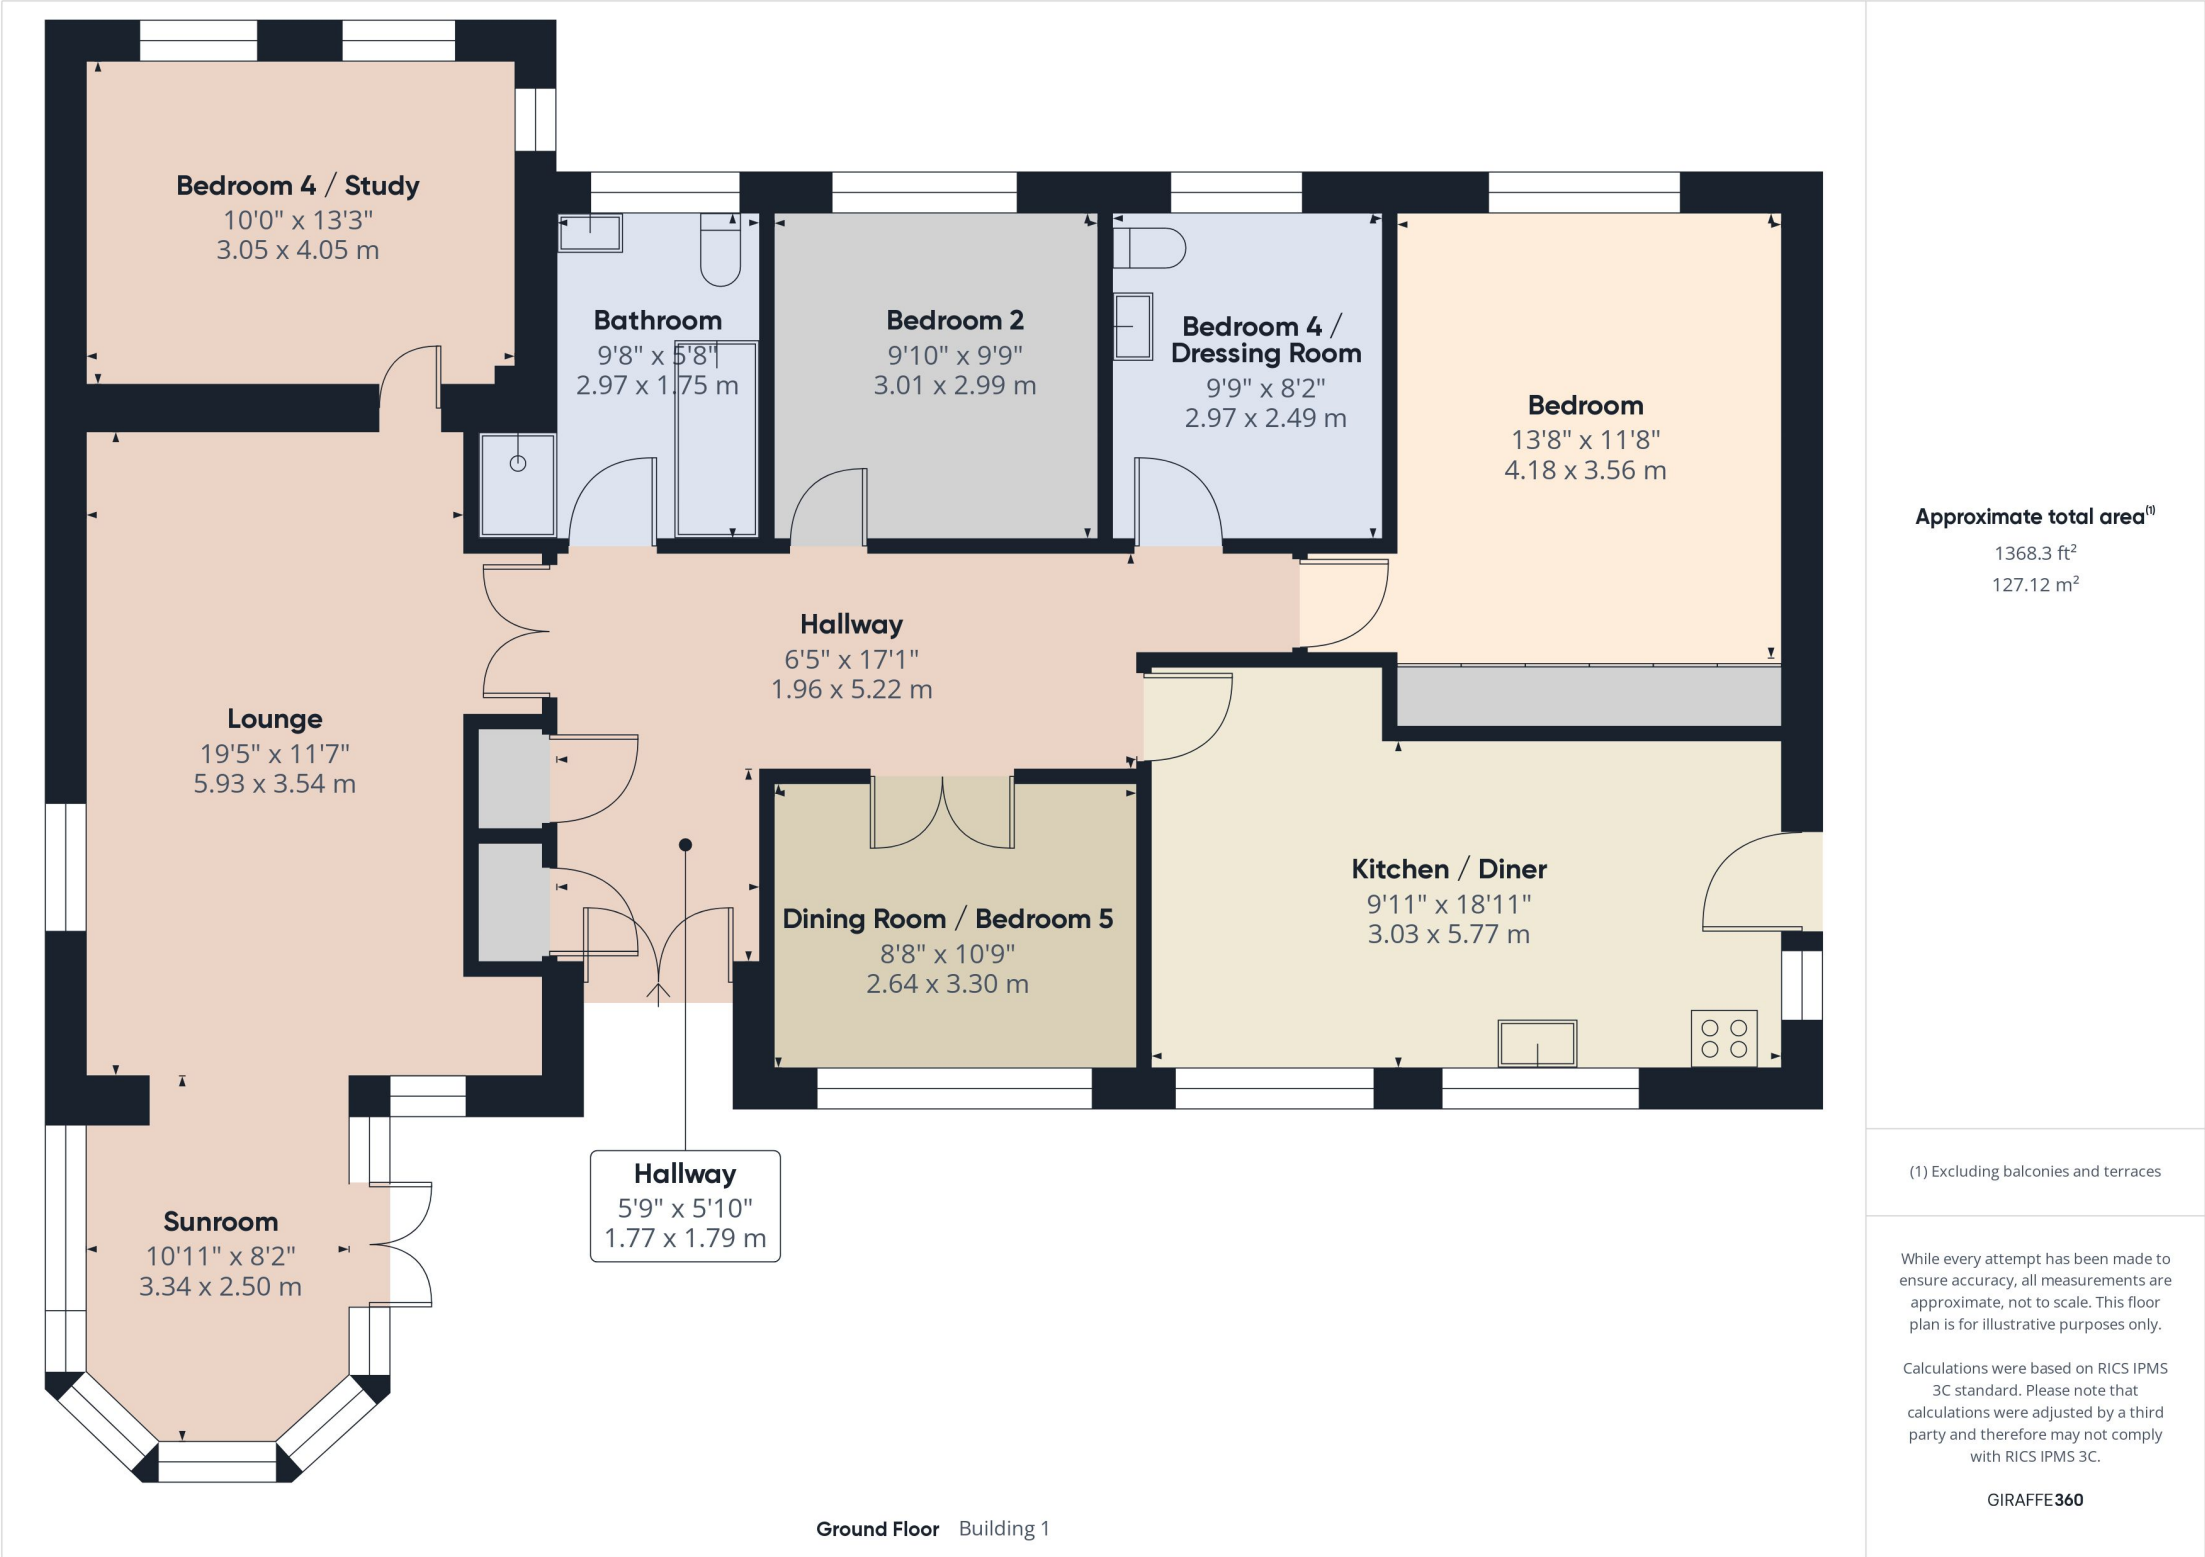 Bedroom 4 / Study
10'0" x 13'3"
3.05 x 4.05 m
Bathroom
9'8" x 5'8"
2.97 x 1.75 m
Bedroom 2
9'10" x 9'9"
3.01 x 2.99 m
Bedroom 4 /
Dressing Room
9'9" x 8'2"
2.97 x 2.49 m
Bedroom
13'8" x 11'8"
4.18 x 3.56 m
Hallway
6'5" x 17'1"
1.96 x 5.22 m
Lounge
19'5" x 11'7"
5.93 x 3.54 m
Dining Room / Bedroom 5
8'8" x 10'9"
2.64 x 3.30 m
Kitchen / Diner
9'11" x 18'11"
3.03 x 5.77 m
Hallway
5'9" x 5'10"
1.77 x 1.79 m
Sunroom
10'11" x 8'2"
3.34 x 2.50 m
Ground Floor Building 1
Approximate total area⁽¹⁾
1368.3 ft²
127.12 m²
(1) Excluding balconies and terraces
While every attempt has been made to
ensure accuracy, all measurements are
approximate, not to scale. This floor
plan is for illustrative purposes only.
Calculations were based on RICS IPMS
3C standard. Please note that
calculations were adjusted by a third
party and therefore may not comply
with RICS IPMS 3C.
GIRAFFE360